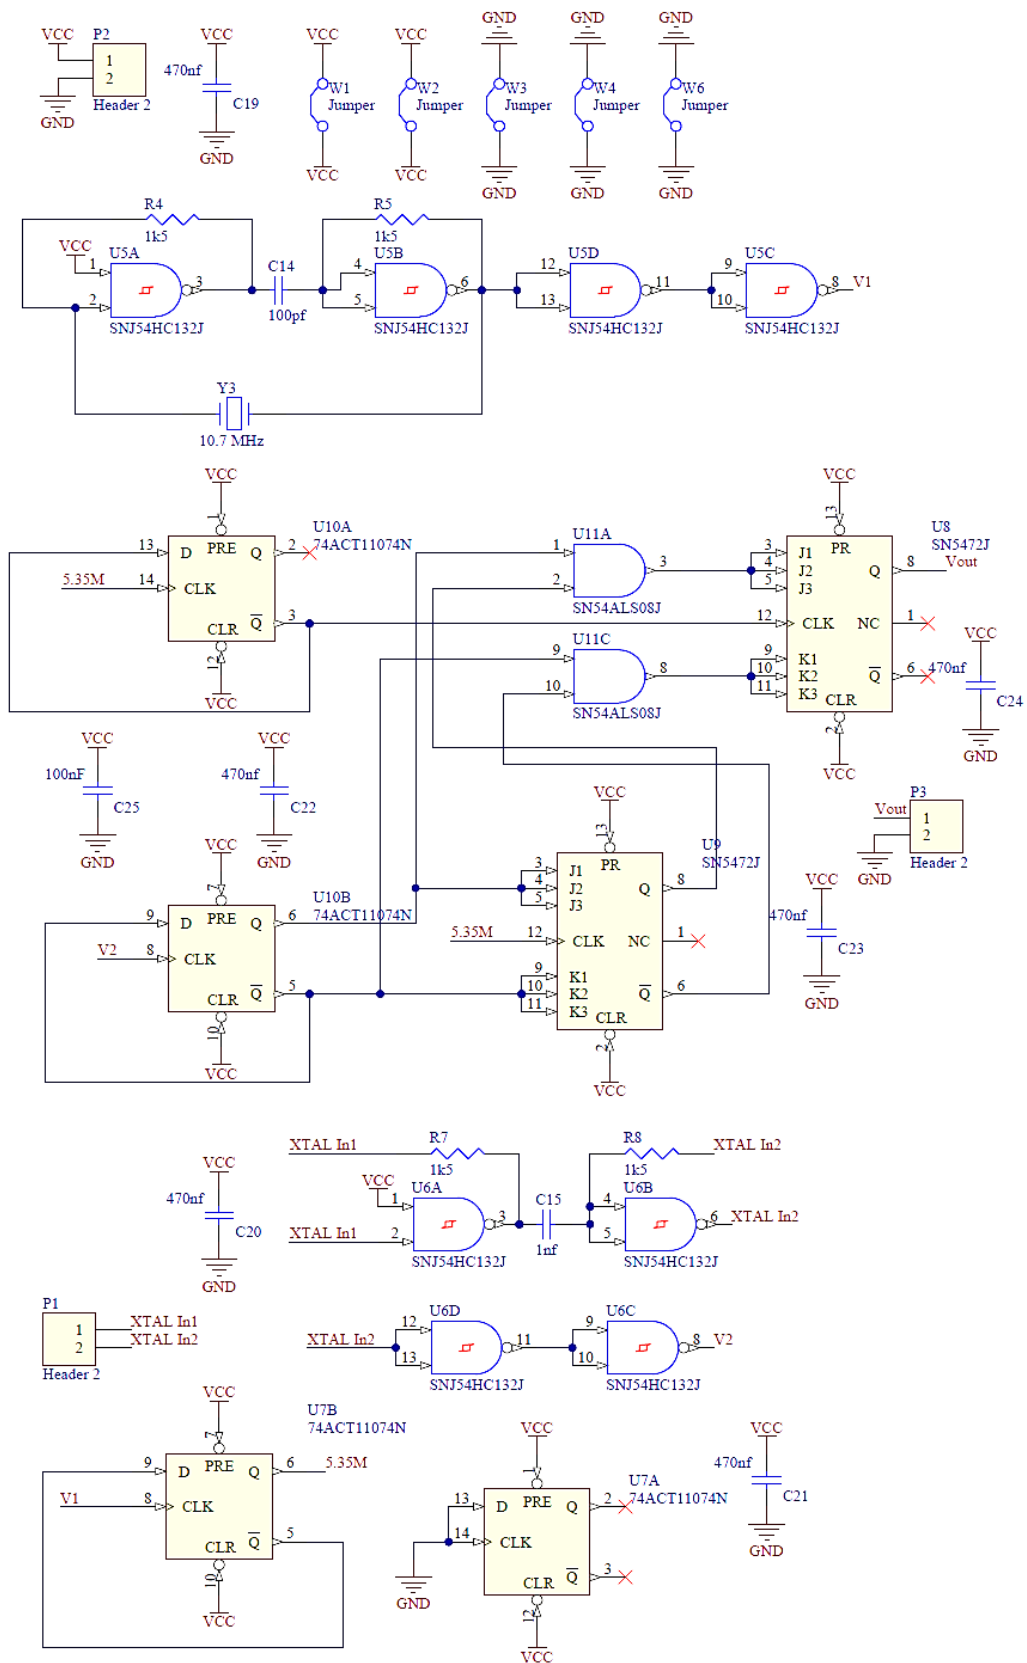 VCC P2 VCC VCC VCC GND GND GND
1
2
Header 2
GND
470nf
C19
GND
W1
Jumper
VCC
W2
Jumper
VCC
W3
Jumper
GND
W4
Jumper
GND
W6
Jumper
GND
R4
1k5
VCC
U5A
1
2
3
SNJ54HC132J
C14
100pf
R5
1k5
U5B
4
5
6
SNJ54HC132J
U5D
12
13
11
SNJ54HC132J
U5C
9
10
8
V1
SNJ54HC132J
Y3
10.7 MHz
VCC
1
U10A
74ACT11074N
13 D PRE Q 2
5.35M 14 CLK
CLR Q 3
12
VCC
U11A
1
2
3
SN54ALS08J
U11C
9
10
8
SN54ALS08J
VCC
13
U8
SN5472J
PR
3 J1
4 J2
5 J3
Q 8 Vout
12 CLK NC 1
9 K1
10 K2
11 K3
Q 6
CLR
2
VCC
VCC
470nf
C24
GND
VCC
100nF
C25
GND
VCC
470nf
C22
GND
P3
Vout 1
2
GND
Header 2
VCC
7
U10B
74ACT11074N
9 D PRE Q 6
V2 8 CLK
CLR Q 5
10
VCC
VCC
13
U9
SN5472J
PR
3 J1
4 J2
5 J3
Q 8
5.35M 12 CLK NC 1
9 K1
10 K2
11 K3
Q 6
CLR
2
VCC
VCC
470nf
C23
GND
XTAL In1
R7
1k5
VCC
U6A
1
XTAL In1 2
3
SNJ54HC132J
C15
1nf
R8
1k5
XTAL In2
U6B
4
5
6
XTAL In2
SNJ54HC132J
VCC
470nf
C20
GND
P1
1 XTAL In1
2 XTAL In2
Header 2
XTAL In2
U6D
12
13
11
SNJ54HC132J
U6C
9
10
8
V2
SNJ54HC132J
VCC
7
U7B
74ACT11074N
9 D PRE Q 6 5.35M
V1 8 CLK
CLR Q 5
10
VCC
VCC
1
U7A
74ACT11074N
13 D PRE Q 2
14 CLK
CLR Q 3
12
GND
VCC
VCC
470nf
C21
GND